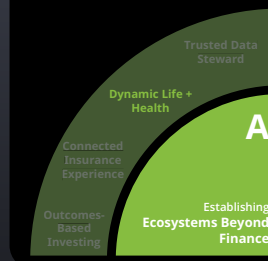 Trusted Data
Steward
Dynamic Life +
Health
Connected
Insurance
Experience
Outcomes-
Based
Investing
A
Establishing
Ecosystems Beyond
Finance